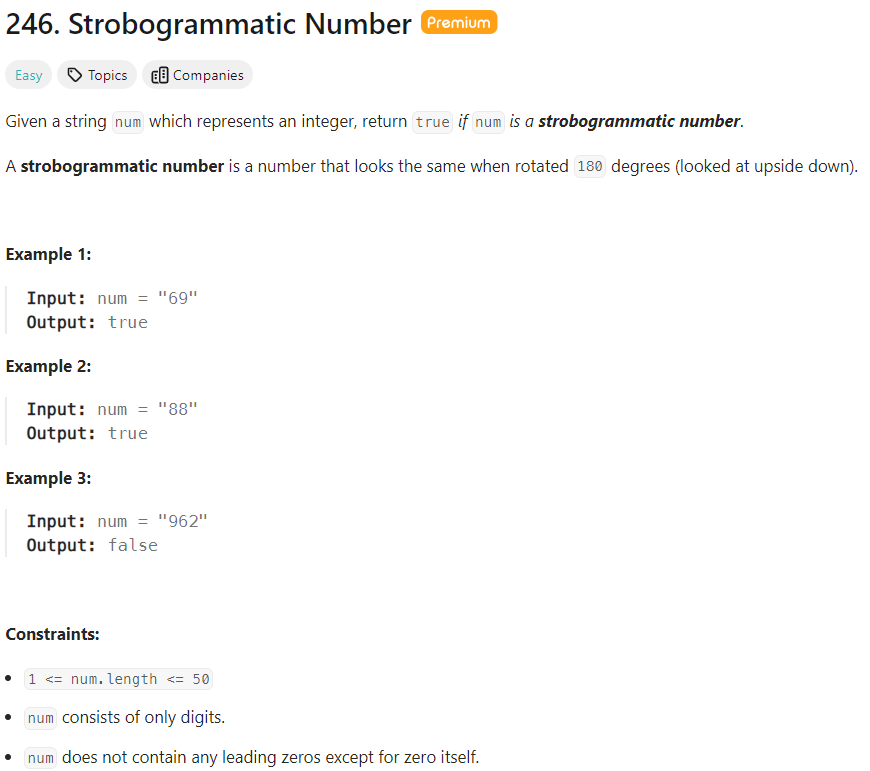 246. Strobogrammatic Number Premium
Easy Topics Companies
Given a string num which represents an integer, return true if num is a strobogrammatic number.
A strobogrammatic number is a number that looks the same when rotated 180 degrees (looked at upside down).
Example 1:
Input: num = "69"
Output: true
Example 2:
Input: num = "88"
Output: true
Example 3:
Input: num = "962"
Output: false
Constraints:
• 1 <= num.length <= 50
• num consists of only digits.
• num does not contain any leading zeros except for zero itself.